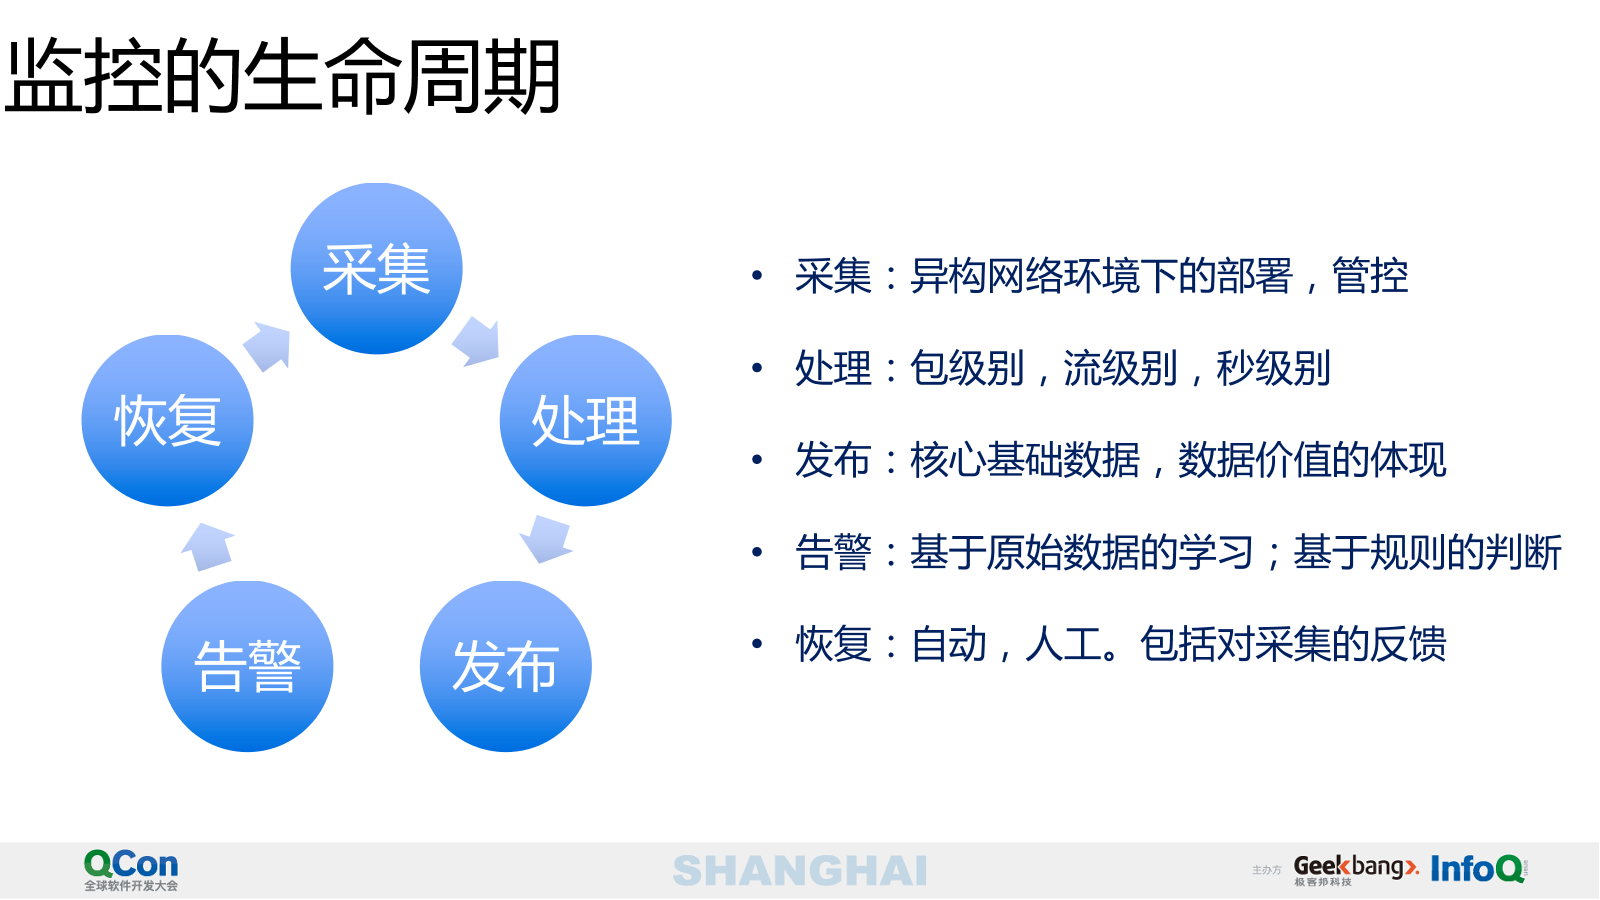 监控的生命周期
采集
处理
发布
告警
恢复
• 采集：异构网络环境下的部署，管控
• 处理：包级别，流级别，秒级别
• 发布：核心基础数据，数据价值的体现
• 告警：基于原始数据的学习；基于规则的判断
• 恢复：自动，人工。包括对采集的反馈
QCon
全球软件开发大会
SHANGHAI
主办方
Geekbang>.
极客邦科技
InfoQ